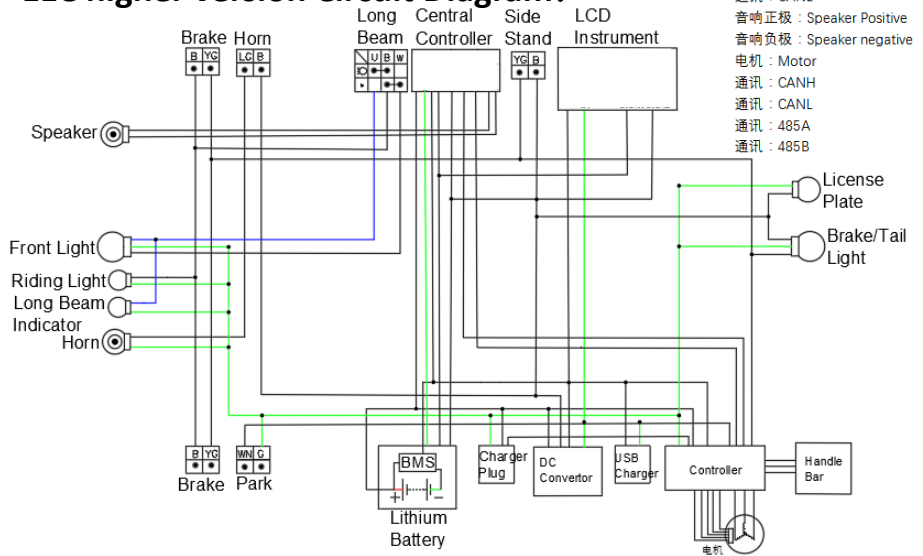 Long Beam
Central Controller
Side Stand
LCD Instrument
音响正极：Speaker Positive
音响负极：Speaker negative
电机：Motor
通讯：CANH
通讯：CANL
通讯：485A
通讯：485B
Brake
Horn
B YG
LG B
U B W
YG B
Speaker
License Plate
Front Light
Brake/Tail Light
Riding Light
Long Beam Indicator
Horn
B YG
WN G
Brake
Park
BMS
+ −
Lithium Battery
Charger Plug
DC Convertor
USB Charger
Controller
Handle Bar
电机